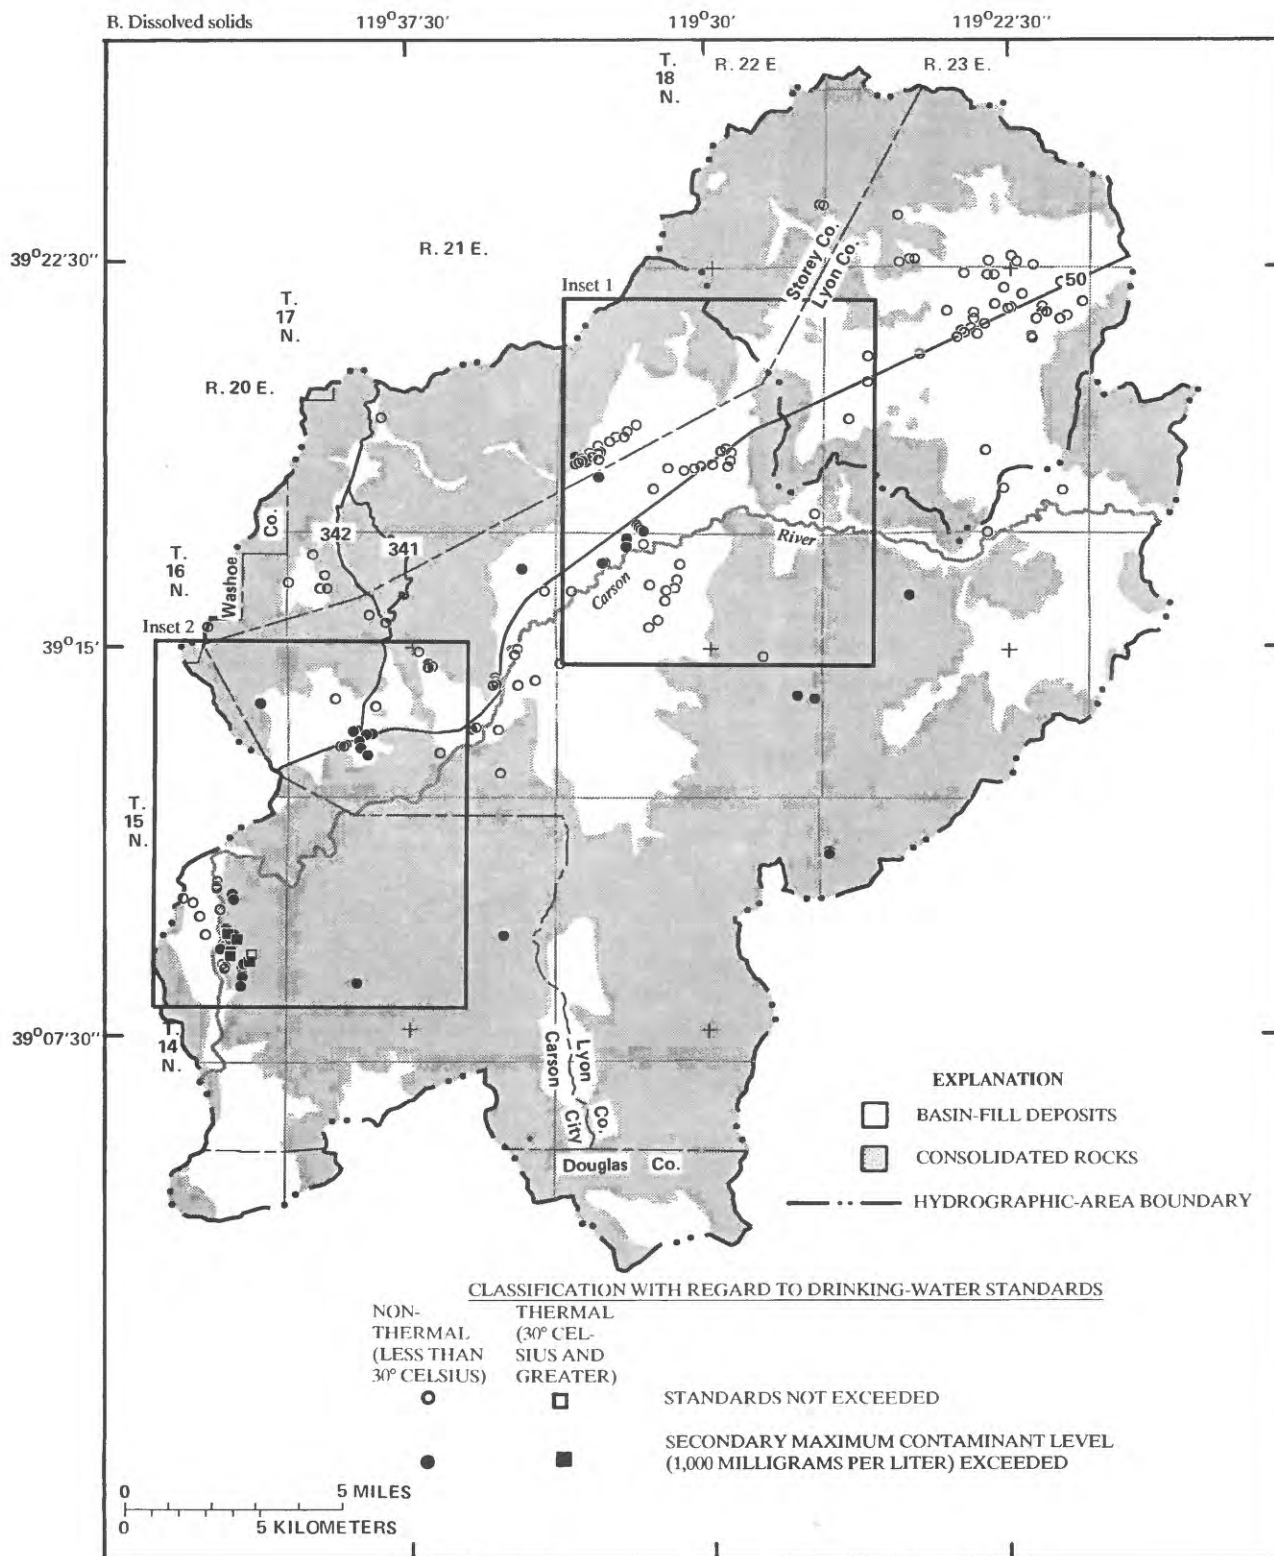 B. Dissolved solids
119°37'30'
119°30'
119°22'30''
T.
18
N.
R. 22 E
R. 23 E.
39°22'30''
R. 21 E.
Storey Co.
Lyon Co.
50
Inset 1
T.
17
N.
R. 20 E.
Washoe Co.
342
341
T.
16
N.
River
Carson
39°15'
Inset 2
T.
15
N.
39°07'30''
T.
14
N.
Carson City
Lyon Co.
Douglas Co.
EXPLANATION
BASIN-FILL DEPOSITS
CONSOLIDATED ROCKS
HYDROGRAPHIC-AREA BOUNDARY
CLASSIFICATION WITH REGARD TO DRINKING-WATER STANDARDS
NON-
THERMAL
(LESS THAN
30° CELSIUS)
THERMAL
(30° CEL-
SIUS AND
GREATER)
STANDARDS NOT EXCEEDED
SECONDARY MAXIMUM CONTAMINANT LEVEL
(1,000 MILLIGRAMS PER LITER) EXCEEDED
0 5 MILES
0 5 KILOMETERS